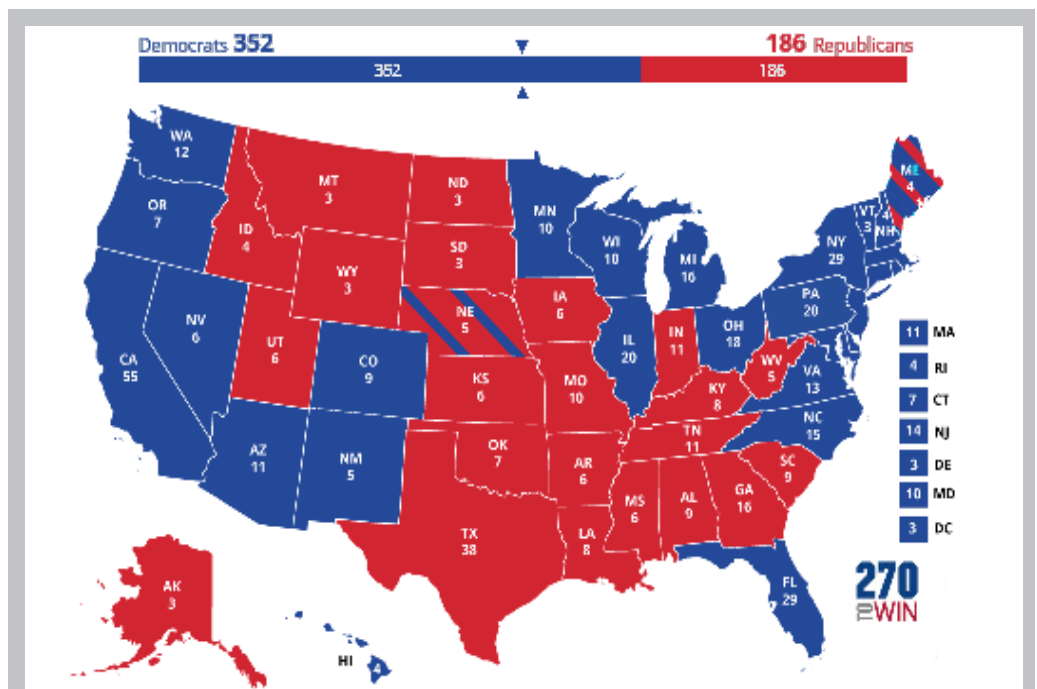 Democrats 352
186 Republicans
352
186
WA
12
OR
7
CA
55
NV
6
ID
4
MT
3
WY
3
UT
6
AZ
11
CO
9
NM
5
ND
3
SD
3
NE
5
KS
6
OK
7
TX
38
MN
10
IA
6
MO
10
AR
6
LA
8
WI
10
IL
20
MI
16
IN
11
OH
18
KY
8
TN
11
MS
6
AL
9
GA
16
FL
29
SC
9
NC
15
VA
13
WV
5
PA
20
NY
29
VT
3
4
NH
ME
4
11 MA
4 RI
7 CT
14 NJ
3 DE
10 MD
3 DC
AK
3
HI
4
270
TO WIN